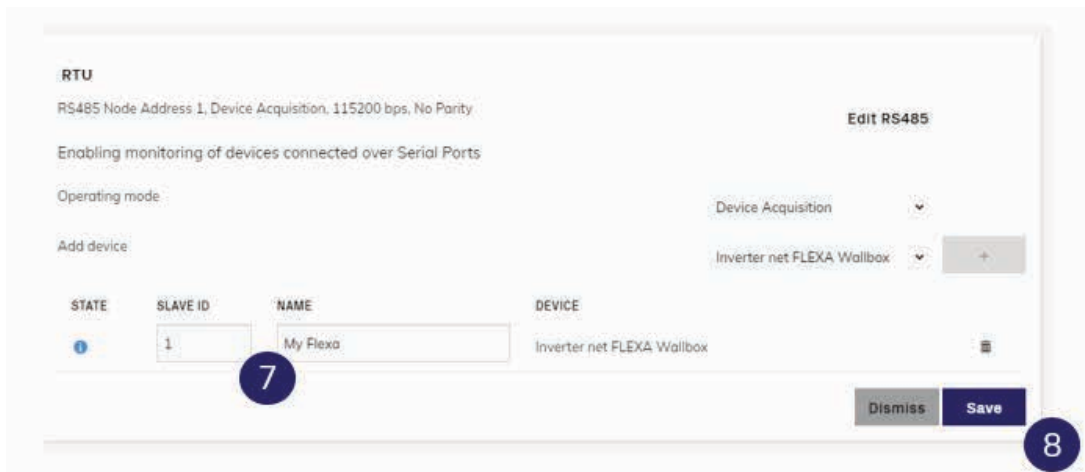 RTU
RS485 Node Address 1, Device Acquisition, 115200 bps, No Parity
Edit RS485
Enabling monitoring of devices connected over Serial Ports
Operating mode
Device Acquisition
Add device
Inverter net FLEXA Wallbox +
STATE SLAVE ID NAME DEVICE
1 My Flexa Inverter net FLEXA Wallbox
7
Dismiss Save
8